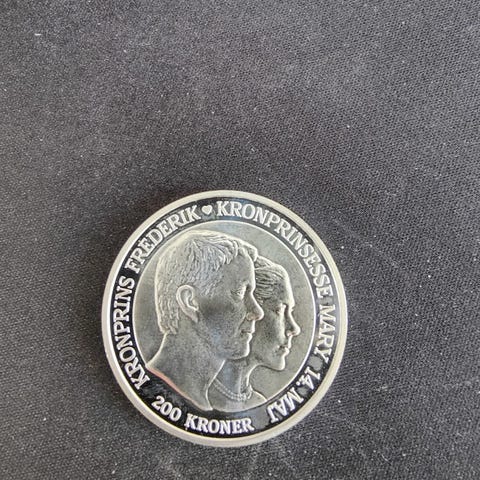 KRONPRINS FREDERIK ♥ KRONPRINSESSE MARY 14. MAJ
200 KRONER